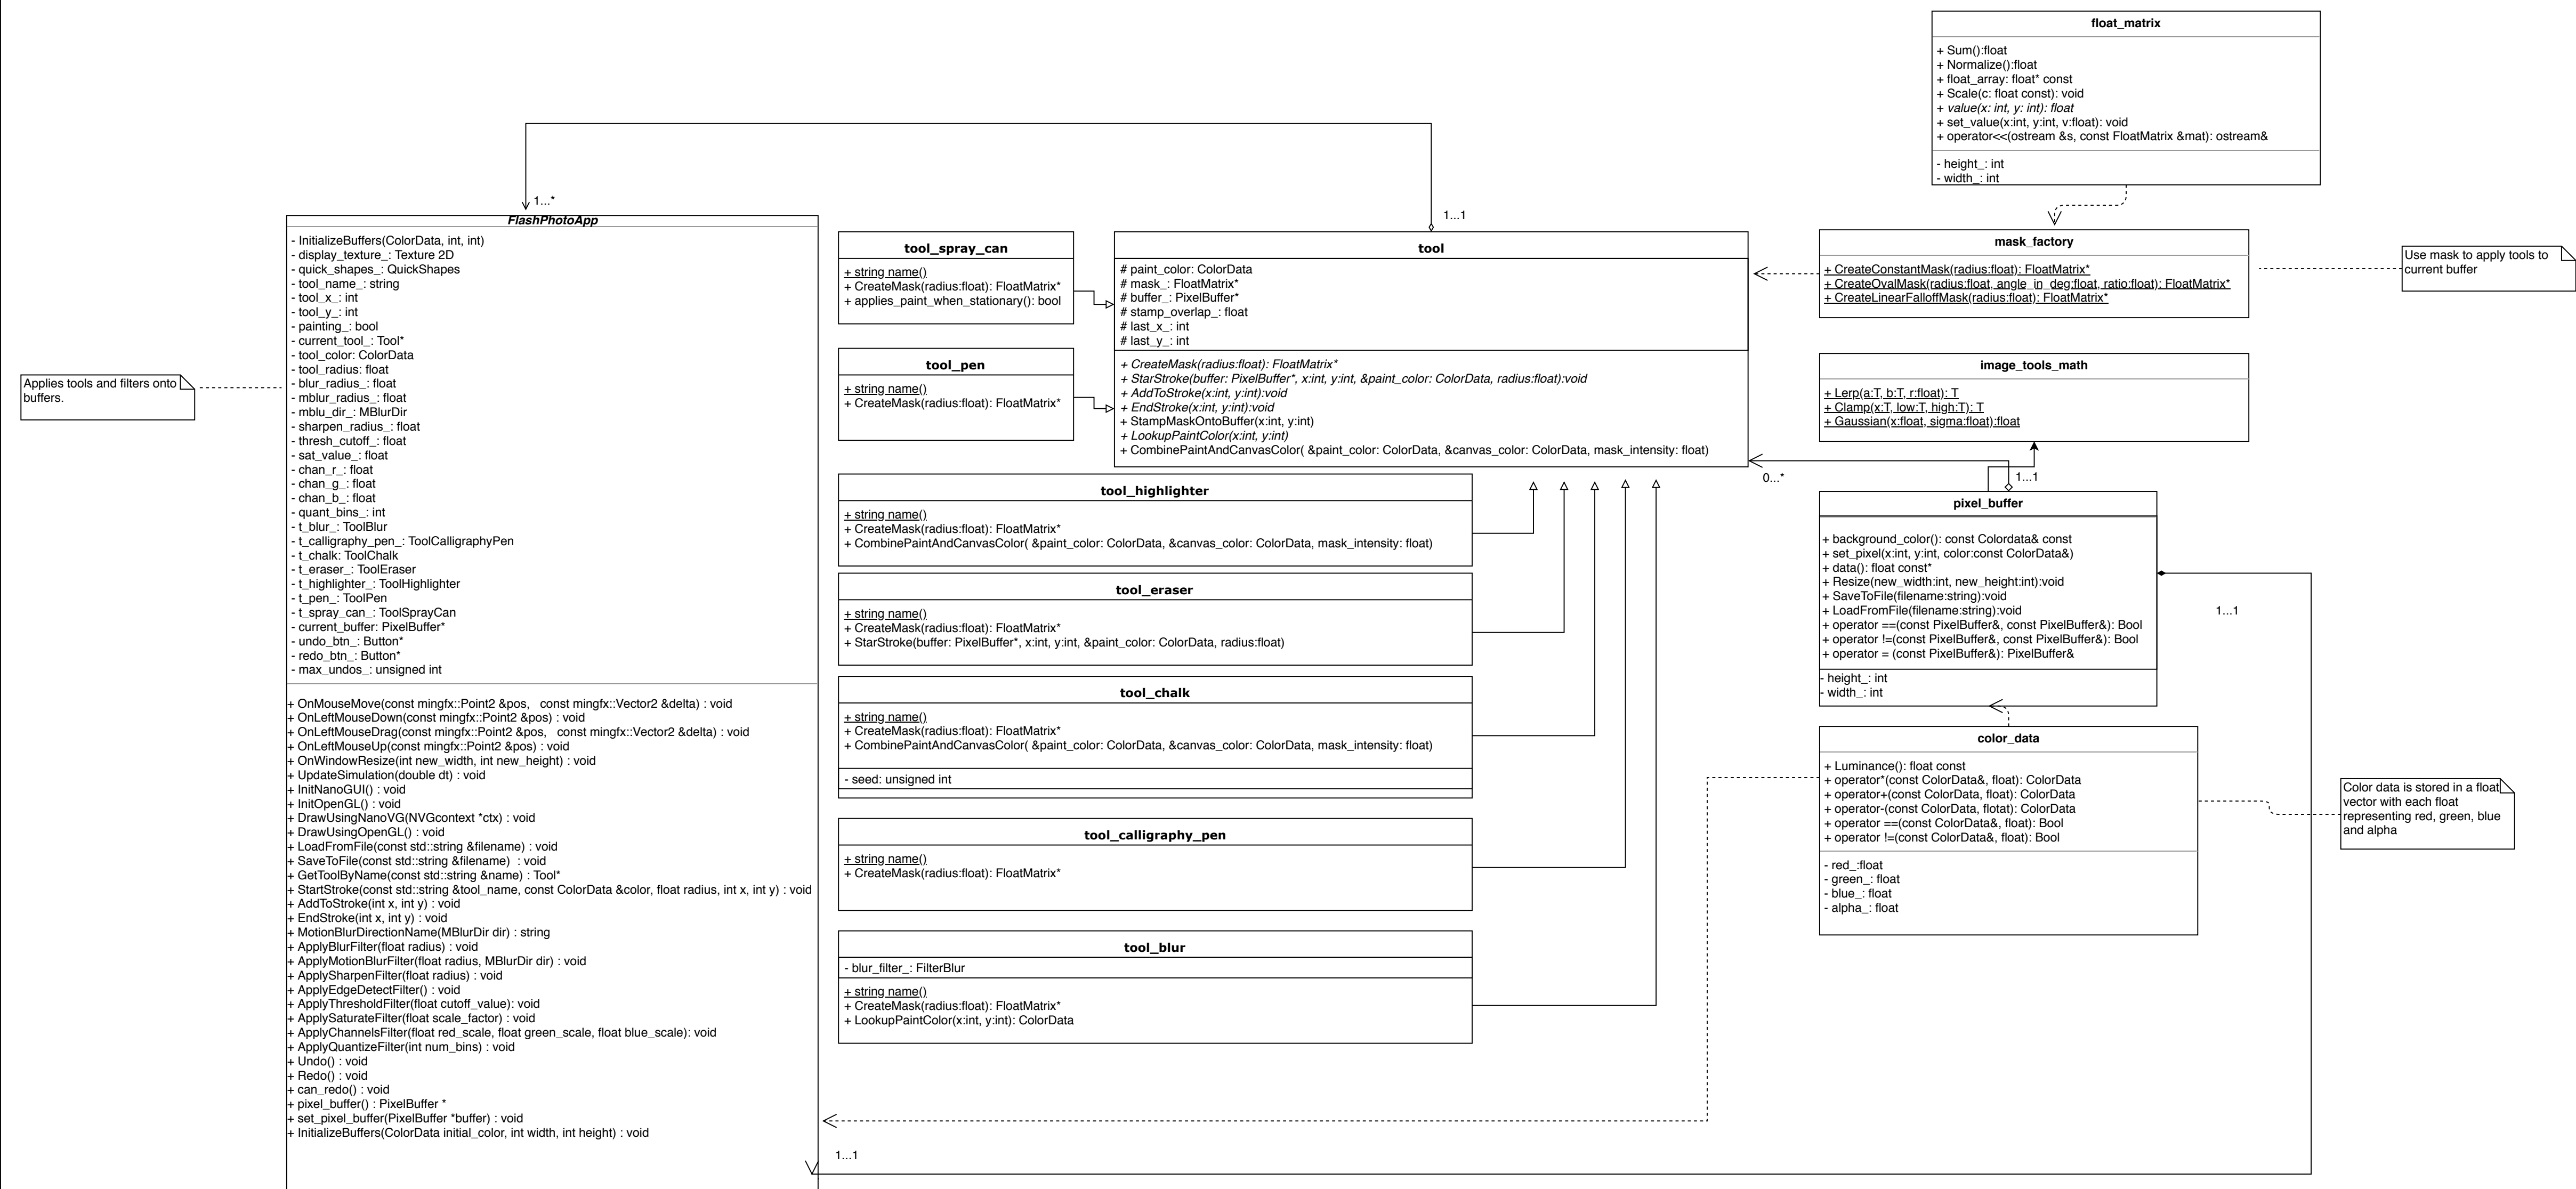 float_matrix
+ Sum():float
+ Normalize():float
+ float_array: float* const
+ Scale(c: float const): void
+ value(x: int, y: int): float
+ set_value(x:int, y:int, v:float): void
+ operator<<(ostream &s, const FloatMatrix &mat): ostream&
- height_: int
- width_: int
1...*
1...1
FlashPhotoApp
- InitializeBuffers(ColorData, int, int)
- display_texture_: Texture 2D
- quick_shapes_: QuickShapes
- tool_name_: string
- tool_x_: int
- tool_y_: int
- painting_: bool
- current_tool_: Tool*
- tool_color: ColorData
- tool_radius: float
- blur_radius_: float
- mblur_radius_: float
- mblu_dir_: MBlurDir
- sharpen_radius_: float
- thresh_cutoff_: float
- sat_value_: float
- chan_r_: float
- chan_g_: float
- chan_b_: float
- quant_bins_: int
- t_blur_: ToolBlur
- t_calligraphy_pen_: ToolCalligraphyPen
- t_chalk: ToolChalk
- t_eraser_: ToolEraser
- t_highlighter_: ToolHighlighter
- t_pen_: ToolPen
- t_spray_can_: ToolSprayCan
- current_buffer: PixelBuffer*
- undo_btn_: Button*
- redo_btn_: Button*
- max_undos_: unsigned int
+ OnMouseMove(const mingfx::Point2 &pos, const mingfx::Vector2 &delta) : void
+ OnLeftMouseDown(const mingfx::Point2 &pos) : void
+ OnLeftMouseDrag(const mingfx::Point2 &pos, const mingfx::Vector2 &delta) : void
+ OnLeftMouseUp(const mingfx::Point2 &pos) : void
+ OnWindowResize(int new_width, int new_height) : void
+ UpdateSimulation(double dt) : void
+ InitNanoGUI() : void
+ InitOpenGL() : void
+ DrawUsingNanoVG(NVGcontext *ctx) : void
+ DrawUsingOpenGL() : void
+ LoadFromFile(const std::string &filename) : void
+ SaveToFile(const std::string &filename) : void
+ GetToolByName(const std::string &name) : Tool*
+ StartStroke(const std::string &tool_name, const ColorData &color, float radius, int x, int y) : void
+ AddToStroke(int x, int y) : void
+ EndStroke(int x, int y) : void
+ MotionBlurDirectionName(MBlurDir dir) : string
+ ApplyBlurFilter(float radius) : void
+ ApplyMotionBlurFilter(float radius, MBlurDir dir) : void
+ ApplySharpenFilter(float radius) : void
+ ApplyEdgeDetectFilter() : void
+ ApplyThresholdFilter(float cutoff_value): void
+ ApplySaturateFilter(float scale_factor) : void
+ ApplyChannelsFilter(float red_scale, float green_scale, float blue_scale): void
+ ApplyQuantizeFilter(int num_bins) : void
+ Undo() : void
+ Redo() : void
+ can_redo() : void
+ pixel_buffer() : PixelBuffer *
+ set_pixel_buffer(PixelBuffer *buffer) : void
+ InitializeBuffers(ColorData initial_color, int width, int height) : void
Applies tools and filters onto
buffers.
tool_spray_can
+ string name()
+ CreateMask(radius:float): FloatMatrix*
+ applies_paint_when_stationary(): bool
tool_pen
+ string name()
+ CreateMask(radius:float): FloatMatrix*
tool
# paint_color: ColorData
# mask_: FloatMatrix*
# buffer_: PixelBuffer*
# stamp_overlap_: float
# last_x_: int
# last_y_: int
+ CreateMask(radius:float): FloatMatrix*
+ StarStroke(buffer: PixelBuffer*, x:int, y:int, &paint_color: ColorData, radius:float):void
+ AddToStroke(x:int, y:int):void
+ EndStroke(x:int, y:int):void
+ StampMaskOntoBuffer(x:int, y:int)
+ LookupPaintColor(x:int, y:int)
+ CombinePaintAndCanvasColor( &paint_color: ColorData, &canvas_color: ColorData, mask_intensity: float)
tool_highlighter
+ string name()
+ CreateMask(radius:float): FloatMatrix*
+ CombinePaintAndCanvasColor( &paint_color: ColorData, &canvas_color: ColorData, mask_intensity: float)
tool_eraser
+ string name()
+ CreateMask(radius:float): FloatMatrix*
+ StarStroke(buffer: PixelBuffer*, x:int, y:int, &paint_color: ColorData, radius:float)
tool_chalk
+ string name()
+ CreateMask(radius:float): FloatMatrix*
+ CombinePaintAndCanvasColor( &paint_color: ColorData, &canvas_color: ColorData, mask_intensity: float)
- seed: unsigned int
tool_calligraphy_pen
+ string name()
+ CreateMask(radius:float): FloatMatrix*
tool_blur
- blur_filter_: FilterBlur
+ string name()
+ CreateMask(radius:float): FloatMatrix*
+ LookupPaintColor(x:int, y:int): ColorData
mask_factory
+ CreateConstantMask(radius:float): FloatMatrix*
+ CreateOvalMask(radius:float, angle_in_deg:float, ratio:float): FloatMatrix*
+ CreateLinearFalloffMask(radius:float): FloatMatrix*
Use mask to apply tools to
current buffer
image_tools_math
+ Lerp(a:T, b:T, r:float): T
+ Clamp(x:T, low:T, high:T): T
+ Gaussian(x:float, sigma:float):float
0...*
1...1
pixel_buffer
+ background_color(): const Colordata& const
+ set_pixel(x:int, y:int, color:const ColorData&)
+ data(): float const*
+ Resize(new_width:int, new_height:int):void
+ SaveToFile(filename:string):void
+ LoadFromFile(filename:string):void
+ operator ==(const PixelBuffer&, const PixelBuffer&): Bool
+ operator !=(const PixelBuffer&, const PixelBuffer&): Bool
+ operator = (const PixelBuffer&): PixelBuffer&
- height_: int
- width_: int
1...1
color_data
+ Luminance(): float const
+ operator*(const ColorData&, float): ColorData
+ operator+(const ColorData, float): ColorData
+ operator-(const ColorData, flotat): ColorData
+ operator ==(const ColorData&, float): Bool
+ operator !=(const ColorData&, float): Bool
- red_:float
- green_: float
- blue_: float
- alpha_: float
Color data is stored in a float
vector with each float
representing red, green, blue
and alpha
1...1